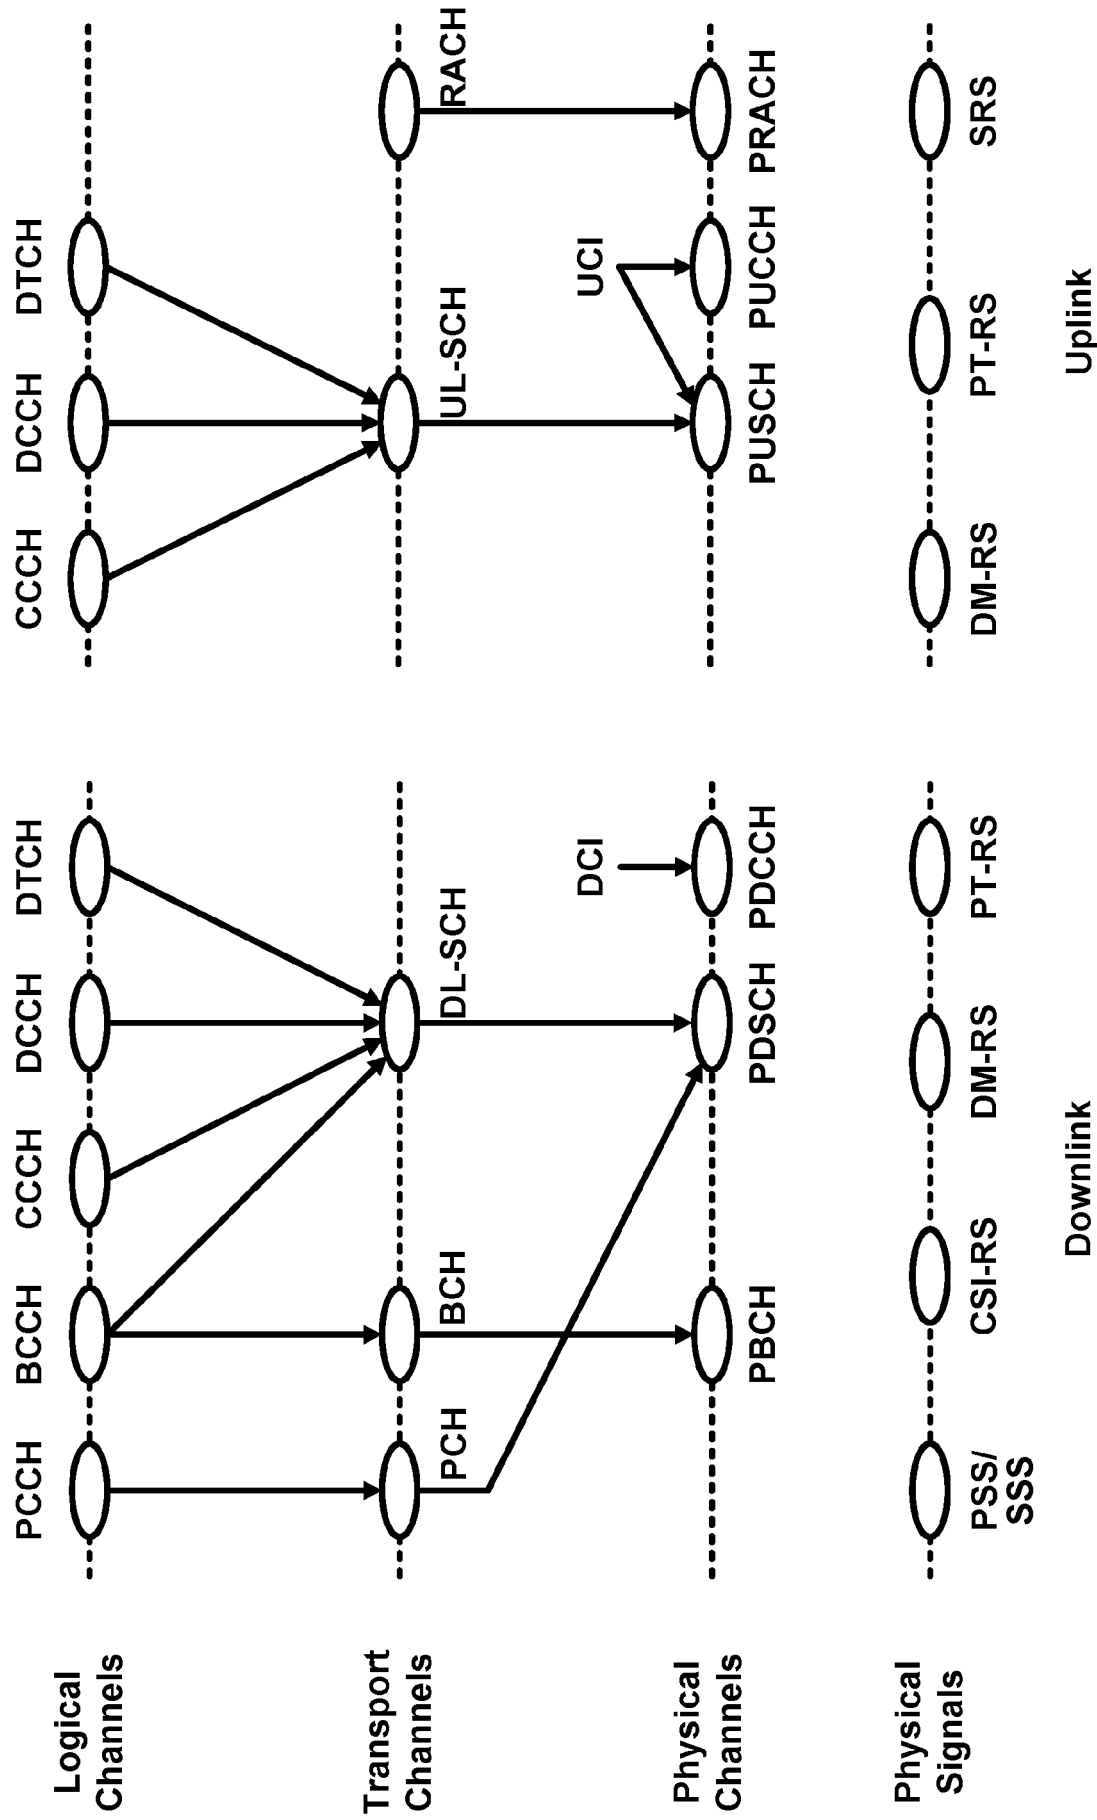 Logical
Channels
PCCH
BCCH
CCCH
DCCH
DTCH
CCCH
DCCH
DTCH
Transport
Channels
PCH
BCH
DL-SCH
UL-SCH
RACH
DCI
UCI
Physical
Channels
PBCH
PDSCH
PDCCH
PUSCH
PUCCH
PRACH
Physical
Signals
PSS/
SSS
CSI-RS
DM-RS
PT-RS
DM-RS
PT-RS
SRS
Downlink
Uplink